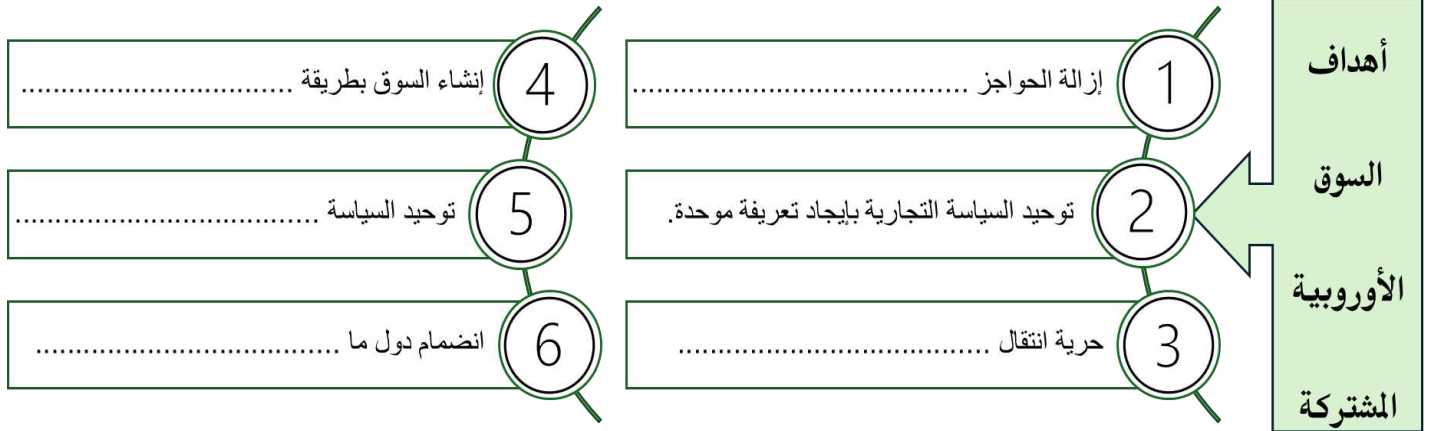 أهداف
السوق
الأوروبية
المشتركة
1
إزالة الحواجز ...........................................
2
توحيد السياسة التجارية بإيجاد تعريفة موحدة.
3
حرية انتقال .......................................
4
إنشاء السوق بطريقة ..................................
5
توحيد السياسة .......................................
6
انضمام دول ما .......................................